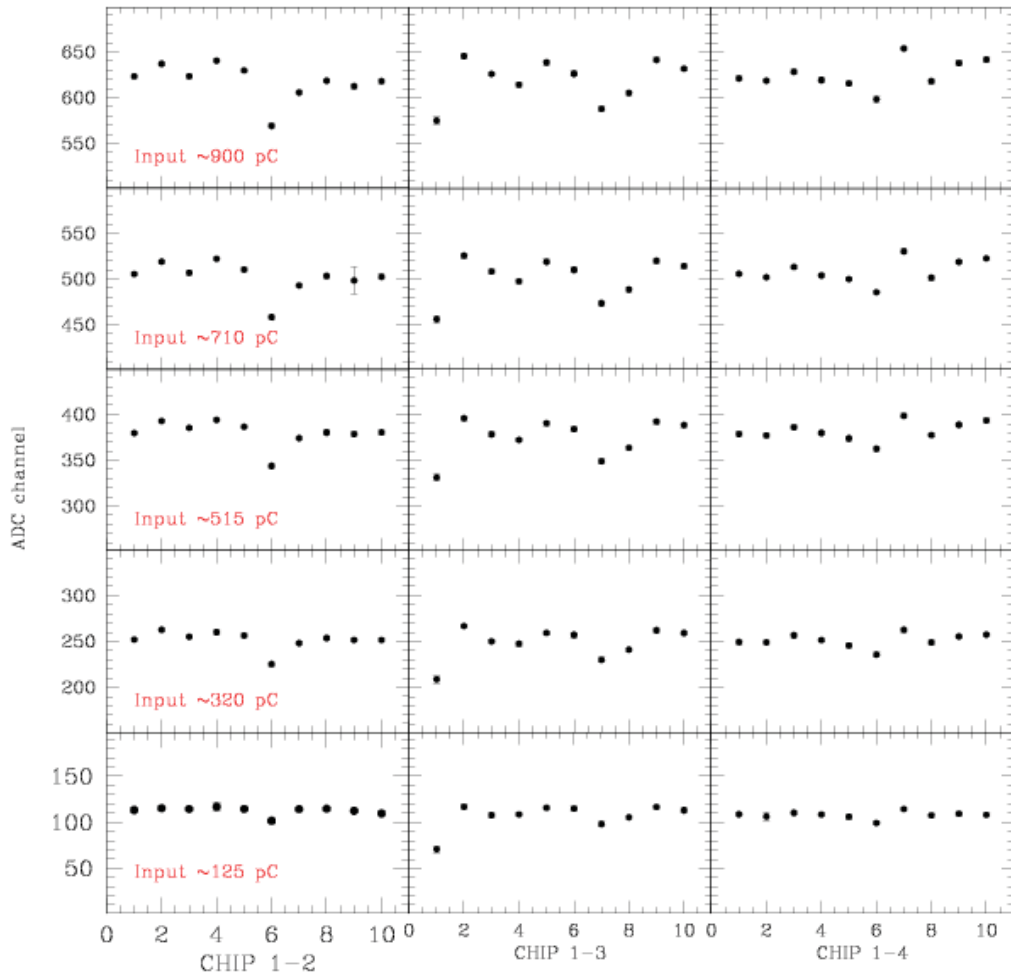 650
600
550
Input ~900 pC
550
500
450
Input ~710 pC
400
350
300
Input ~515 pC
ADC channel
300
250
200
Input ~320 pC
150
100
50
Input ~125 pC
0 2 4 6 8 10 0 2 4 6 8 10 0 2 4 6 8 10
CHIP 1-2 CHIP 1-3 CHIP 1-4